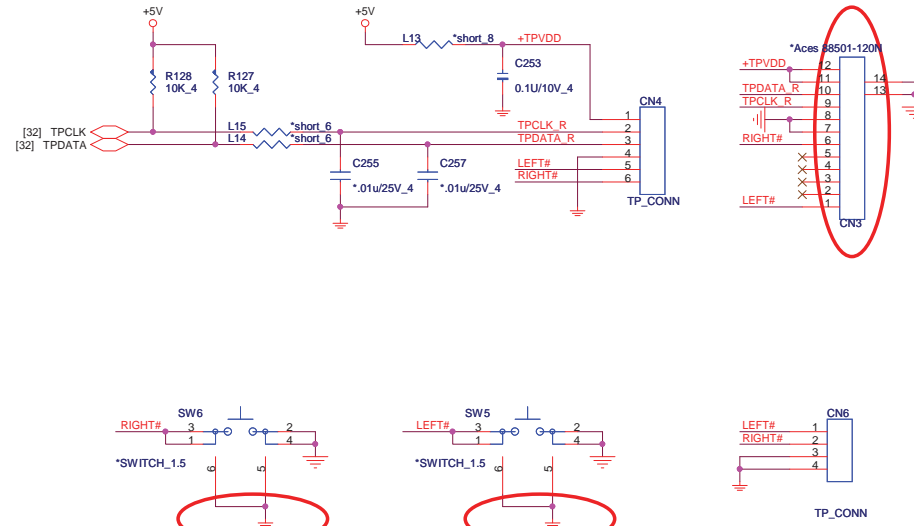 +5V
+5V
L13
*short_8
+TPVDD
*Aces 88501-120N
R128
10K_4
R127
10K_4
C253
0.1U/10V_4
+TPVDD
12
11
14
TPDATA_R
10
13
TPCLK_R
9
8
7
RIGHT#
6
5
4
3
2
LEFT#
1
CN3
CN4
1
[32] TPCLK
L15
*short_6
TPCLK_R
2
[32] TPDATA
L14
*short_6
TPDATA_R
3
4
LEFT#
5
RIGHT#
6
TP_CONN
C255
*.01u/25V_4
C257
*.01u/25V_4
SW6
RIGHT#
3
2
1
4
*SWITCH_1.5
6
5
SW5
LEFT#
3
2
1
4
*SWITCH_1.5
6
5
CN6
LEFT#
1
RIGHT#
2
3
4
TP_CONN